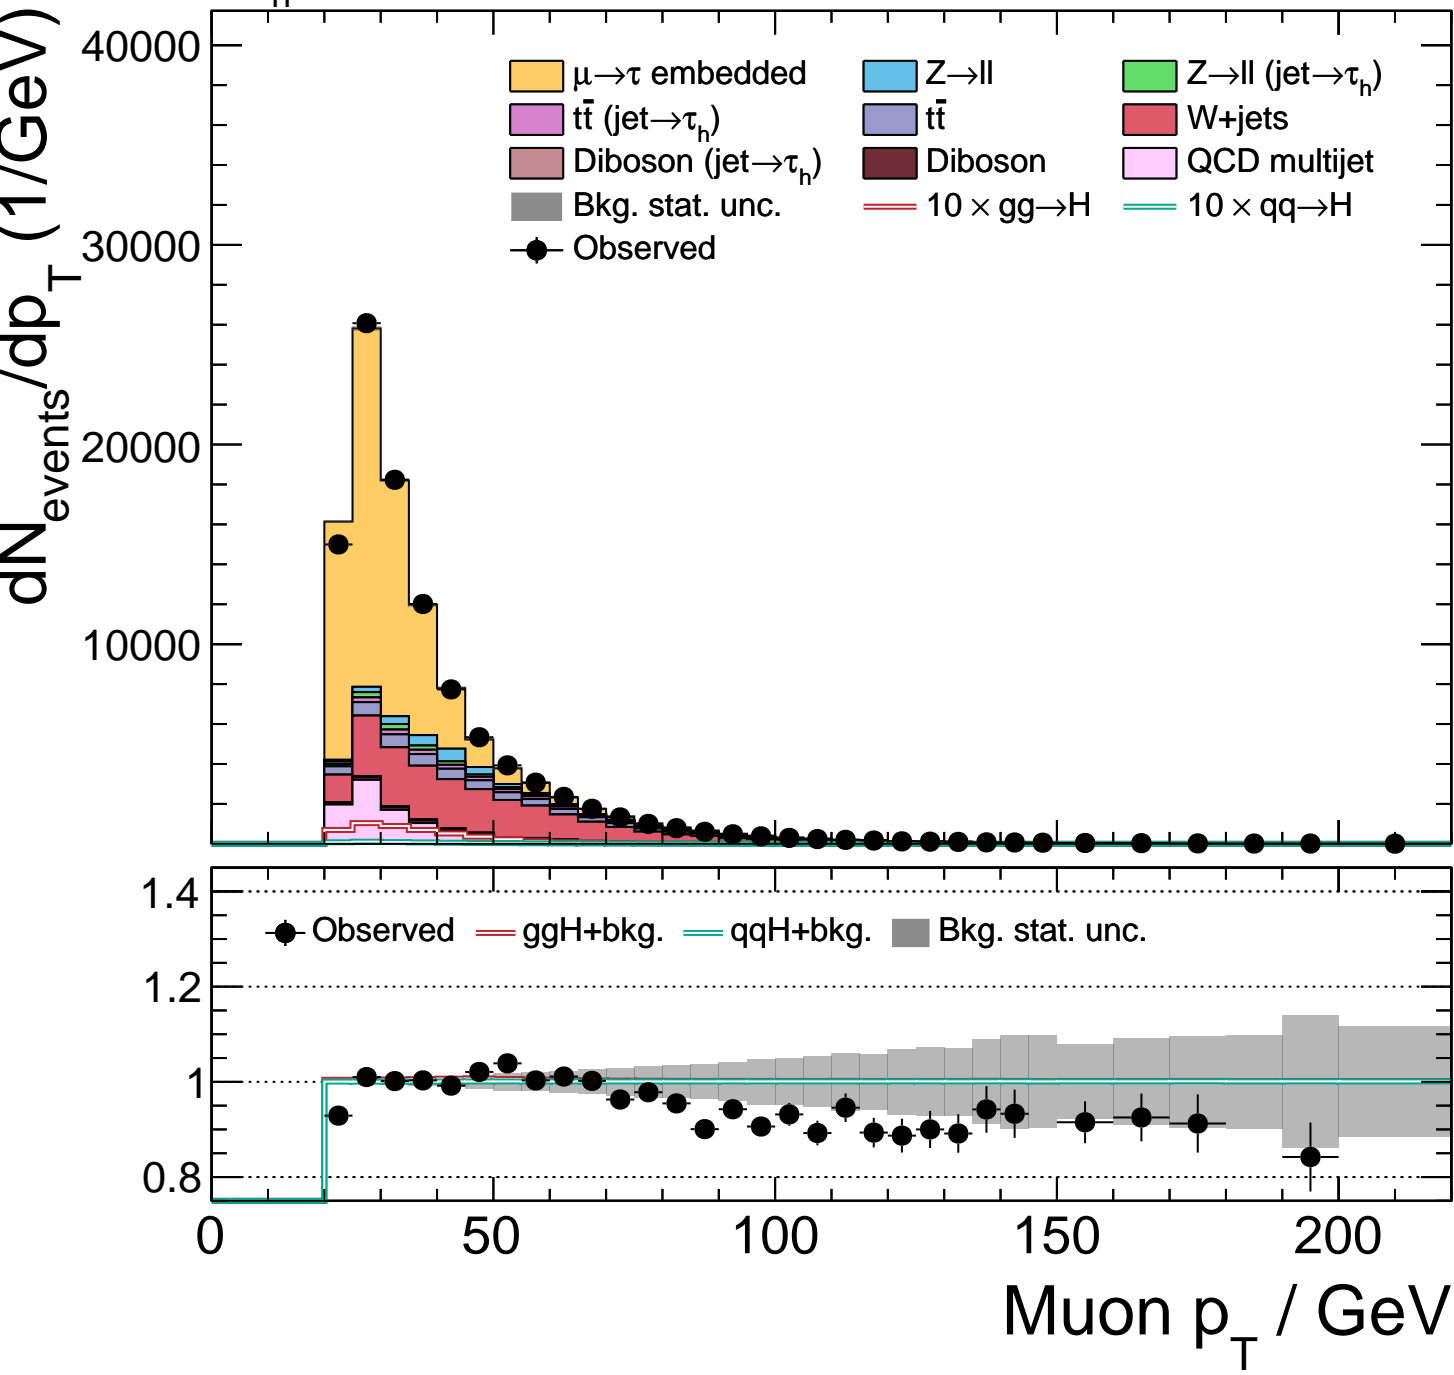 40000
30000
20000
10000
dN_events/dp_T (1/GeV)
μ→τ embedded
Z→ll
Z→ll (jet→τ_h)
tt̄ (jet→τ_h)
tt̄
W+jets
Diboson (jet→τ_h)
Diboson
QCD multijet
Bkg. stat. unc.
10 × gg→H
10 × qq→H
Observed
1.4
1.2
1
0.8
Observed
ggH+bkg.
qqH+bkg.
Bkg. stat. unc.
0 50 100 150 200
Muon p_T / GeV